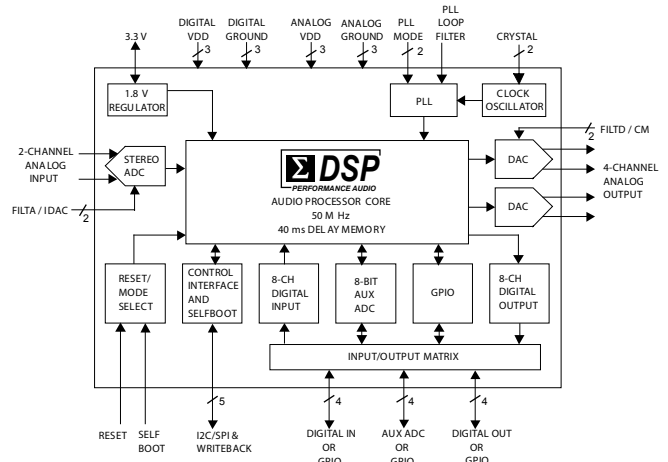 3.3 V
DIGITAL
VDD
DIGITAL
GROUND
ANALOG
VDD
ANALOG
GROUND
PLL
MODE
PLL
LOOP
FILTER
CRYSTAL
3
3
3
3
2
2
1.8 V
REGULATOR
PLL
CLOCK
OSCILLATOR
2-CHANNEL
ANALOG
INPUT
STEREO
ADC
FILTA / IDAC
2
Σ DSP
PERFORMANCE AUDIO
AUDIO PROCESSOR CORE
50 M Hz
40 ms DELAY MEMORY
DAC
DAC
2
FILTD / CM
4-CHANNEL
ANALOG
OUTPUT
RESET/
MODE
SELECT
CONTROL
INTERFACE
AND
SELFBOOT
8-CH
DIGITAL
INPUT
8-BIT
AUX
ADC
GPIO
8-CH
DIGITAL
OUTPUT
INPUT/OUTPUT MATRIX
5
4
4
4
RESET
SELF
BOOT
I2C/SPI &
WRITEBACK
DIGITAL IN
OR
GPIO
AUX ADC
OR
GPIO
DIGITAL OUT
OR
GPIO